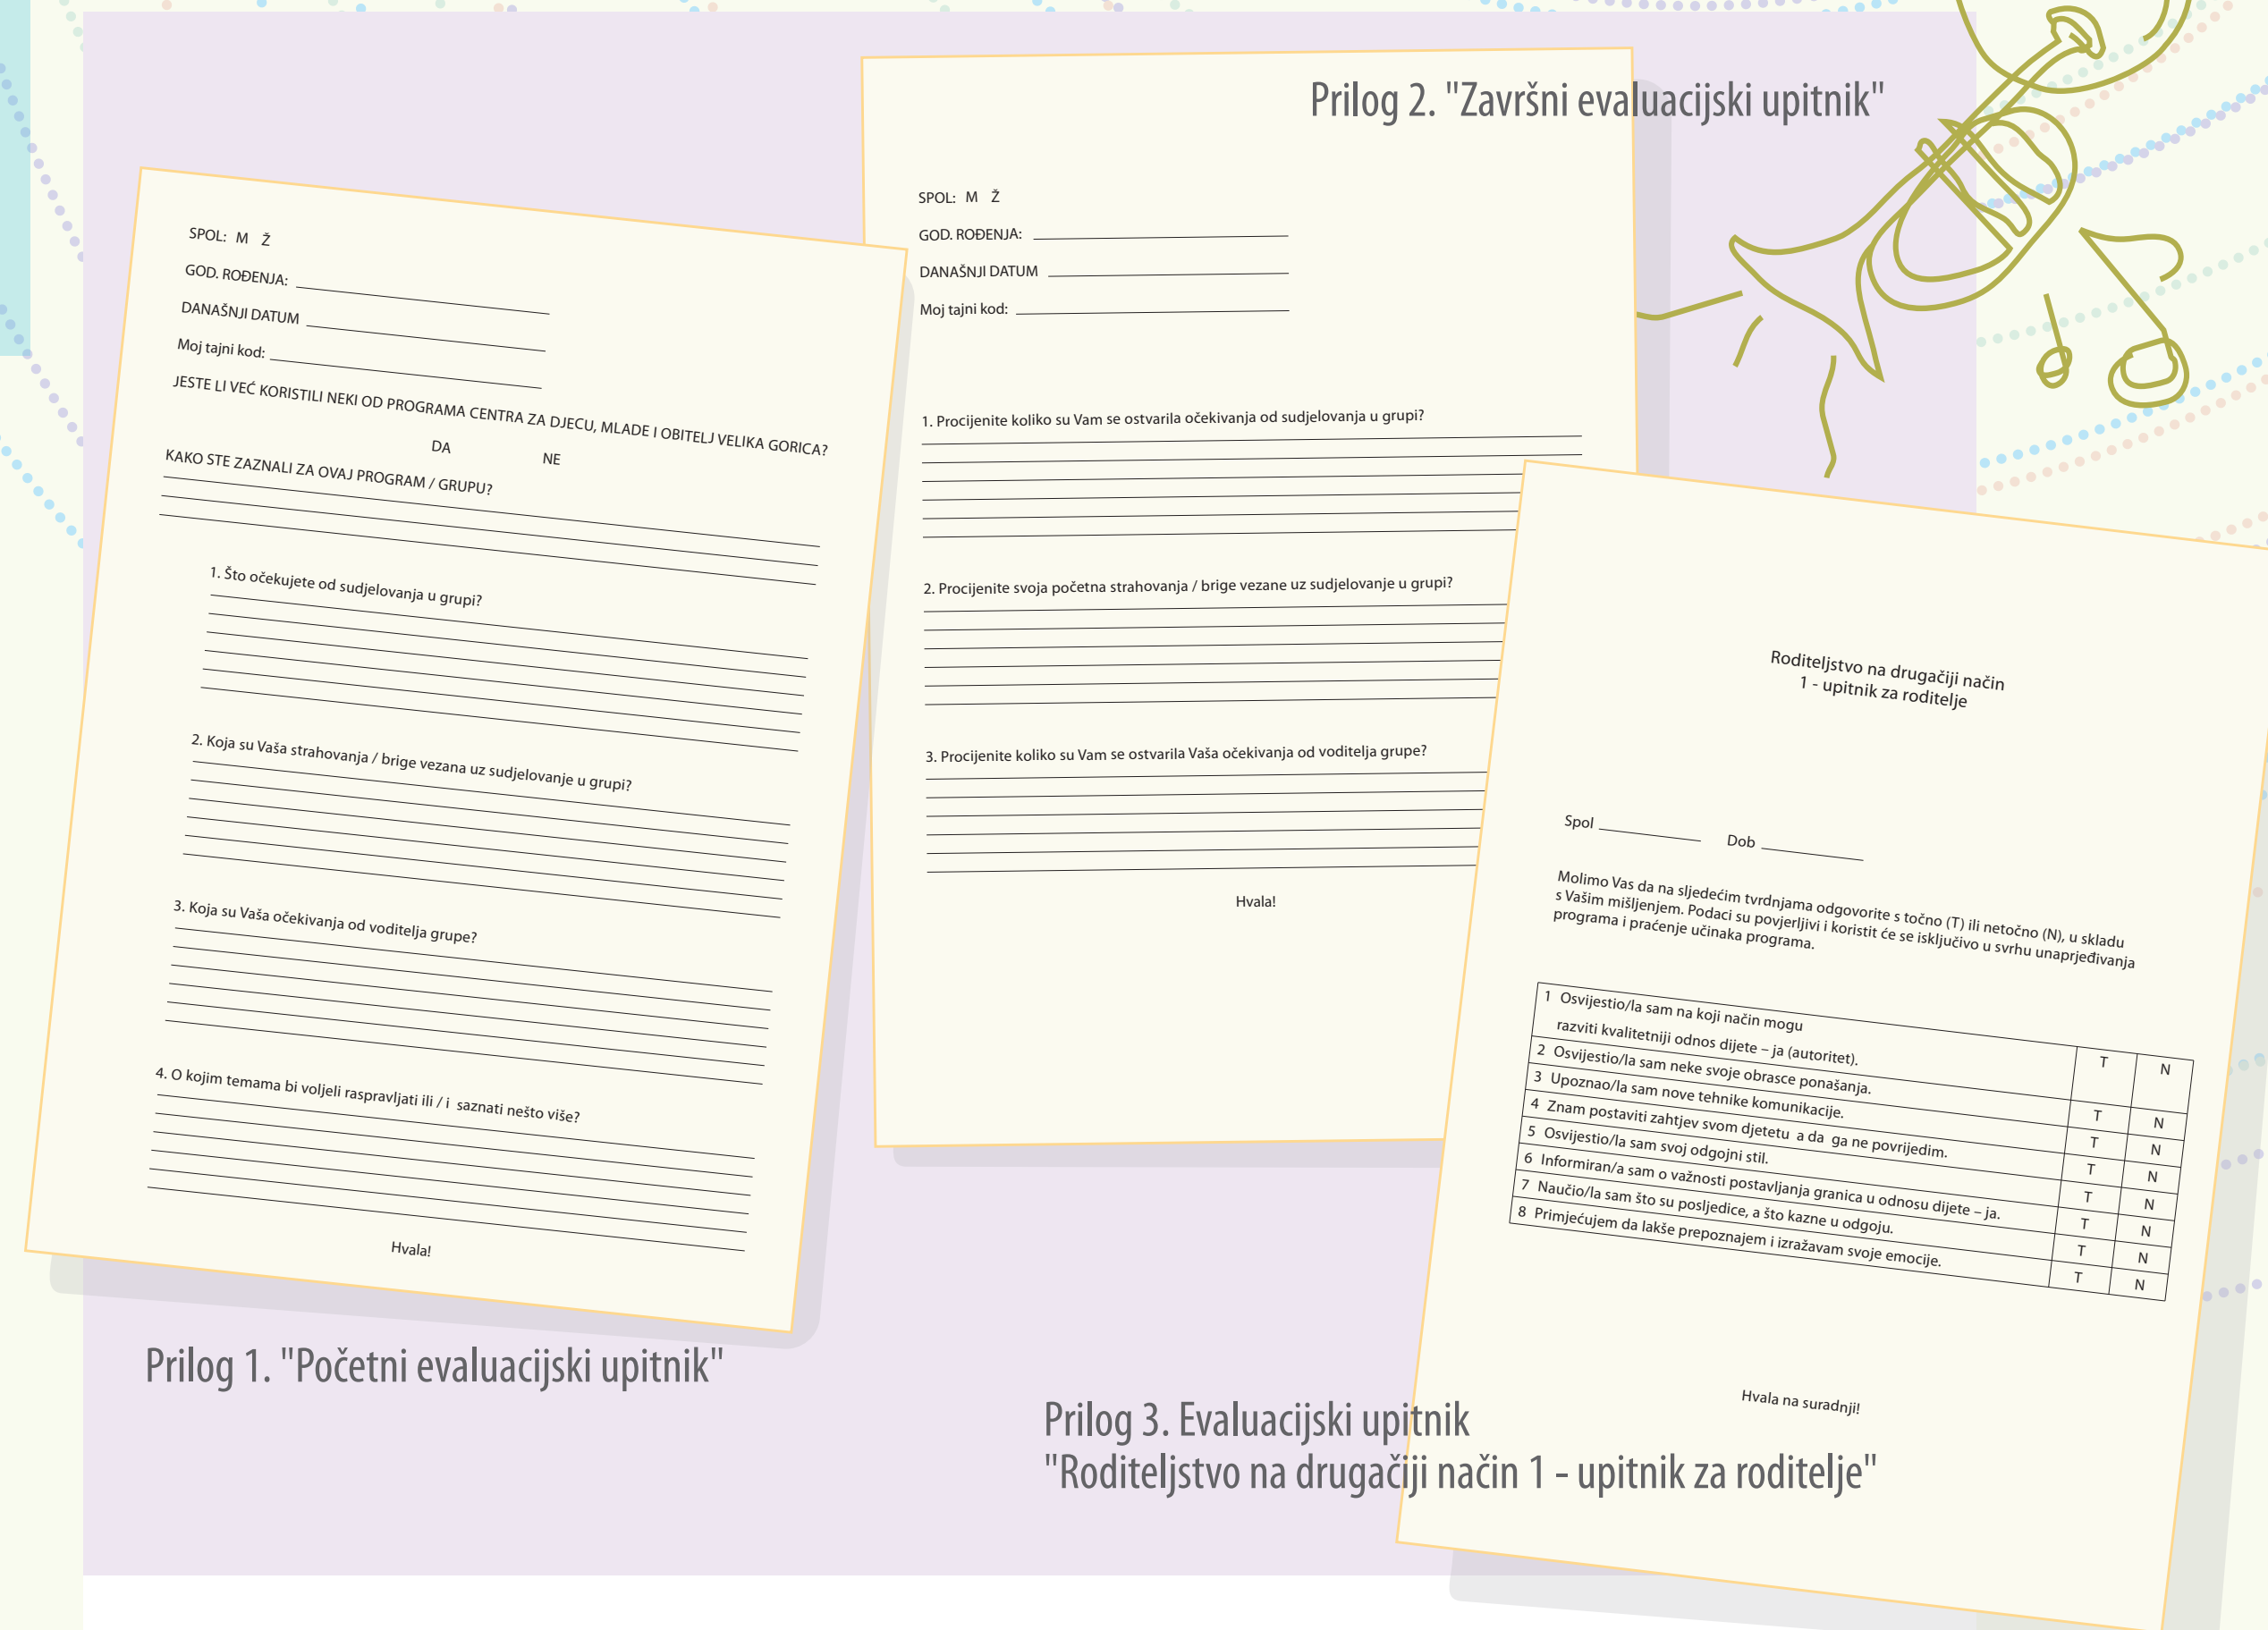 Prilog 2. "Završni evaluacijski upitnik"
SPOL: M Ž
GOD. ROĐENJA:
DANAŠNJI DATUM
Moj tajni kod:
JESTE LI VEĆ KORISTILI NEKI OD PROGRAMA CENTRA ZA DJECU, MLADE I OBITELJ VELIKA GORICA?
DA NE
KAKO STE ZAZNALI ZA OVAJ PROGRAM / GRUPU?
1. Što očekujete od sudjelovanja u grupi?
2. Koja su Vaša strahovanja / brige vezana uz sudjelovanje u grupi?
3. Koja su Vaša očekivanja od voditelja grupe?
4. O kojim temama bi voljeli raspravljati ili / i saznati nešto više?
Hvala!
Prilog 1. "Početni evaluacijski upitnik"
SPOL: M Ž
GOD. ROĐENJA:
DANAŠNJI DATUM
Moj tajni kod:
1. Procijenite koliko su Vam se ostvarila očekivanja od sudjelovanja u grupi?
2. Procijenite svoja početna strahovanja / brige vezane uz sudjelovanje u grupi?
3. Procijenite koliko su Vam se ostvarila Vaša očekivanja od voditelja grupe?
Hvala!
Roditeljstvo na drugačiji način
1 - upitnik za roditelje
Spol Dob
Molimo Vas da na sljedećim tvrdnjama odgovorite s točno (T) ili netočno (N), u skladu
s Vašim mišljenjem. Podaci su povjerljivi i koristit će se isključivo u svrhu unaprjeđivanja
programa i praćenje učinaka programa.
1 Osvijestio/la sam na koji način mogu
razviti kvalitetniji odnos dijete – ja (autoritet). T N
2 Osvijestio/la sam neke svoje obrasce ponašanja. T N
3 Upoznao/la sam nove tehnike komunikacije. T N
4 Znam postaviti zahtjev svom djetetu a da ga ne povrijedim. T N
5 Osvijestio/la sam svoj odgojni stil. T N
6 Informiran/a sam o važnosti postavljanja granica u odnosu dijete – ja. T N
7 Naučio/la sam što su posljedice, a što kazne u odgoju. T N
8 Primjećujem da lakše prepoznajem i izražavam svoje emocije. T N
Hvala na suradnji!
Prilog 3. Evaluacijski upitnik
"Roditeljstvo na drugačiji način 1 - upitnik za roditelje"